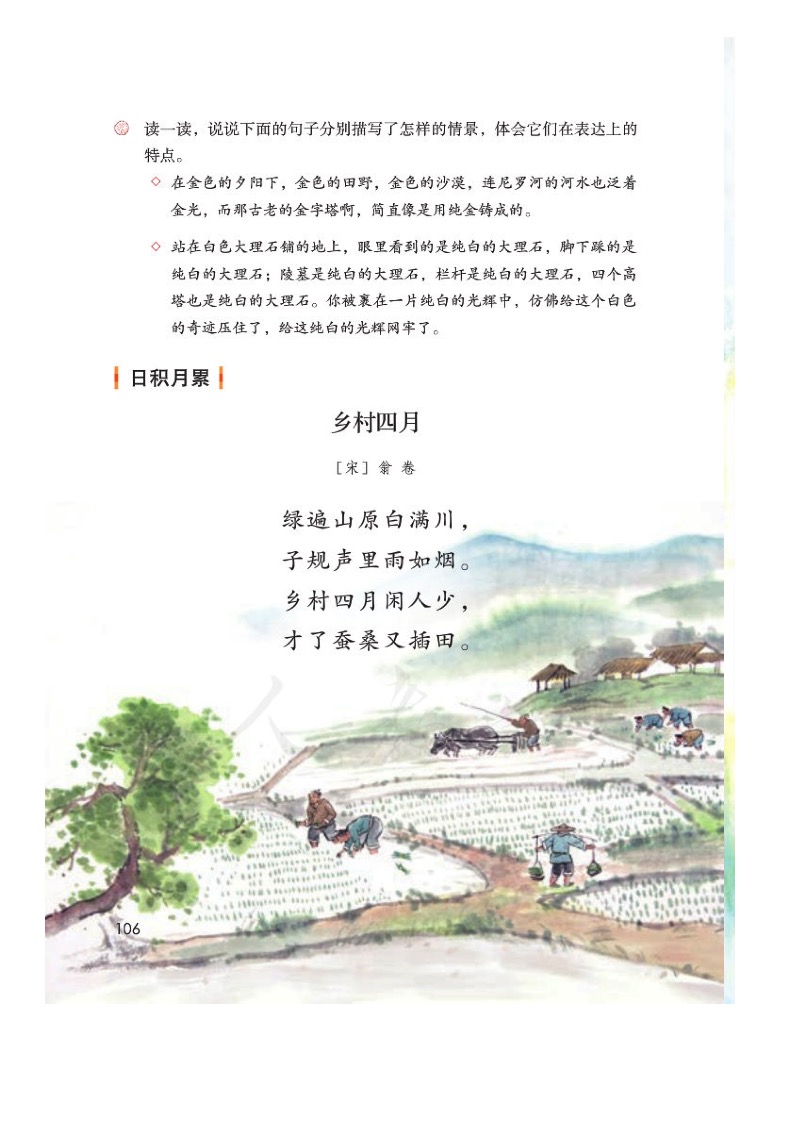 读一读，说说下面的句子分别描写了怎样的情景，体会它们在表达上的
特点。
在金色的夕阳下，金色的田野，金色的沙漠，连尼罗河的河水也泛着
金光，而那古老的金字塔啊，简直像是用纯金铸成的。
站在白色大理石铺的地上，眼里看到的是纯白的大理石，脚下踩的是
纯白的大理石；陵墓是纯白的大理石，栏杆是纯白的大理石，四个高
塔也是纯白的大理石。你被裹在一片纯白的光辉中，仿佛给这个白色
的奇迹压住了，给这纯白的光辉网牢了。
日积月累
乡村四月
［宋］翁 卷
绿遍山原白满川，
子规声里雨如烟。
乡村四月闲人少，
才了蚕桑又插田。
106